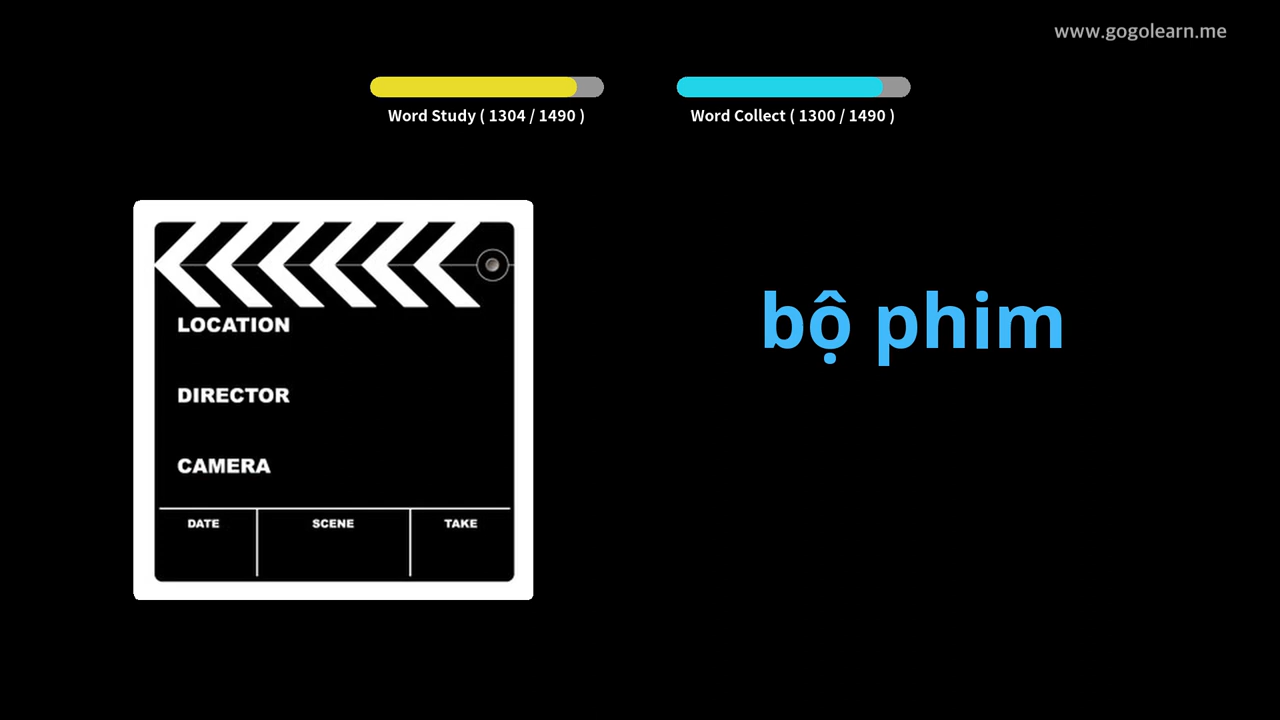 www.gogolearn.me
Word Study ( 1304 / 1490 )
Word Collect ( 1300 / 1490 )
LOCATION
DIRECTOR
CAMERA
DATE
SCENE
TAKE
bộ phim